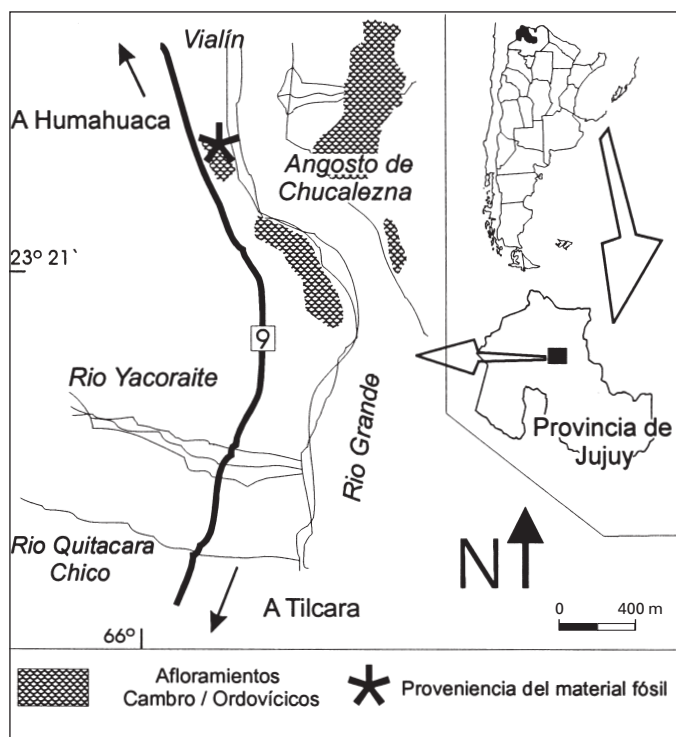 Vialín
A Humahuaca
Angosto de
Chucalezna
23° 21`
9
Rio Yacoraite
Rio Grande
Provincia de
Jujuy
Rio Quitacara
Chico
N
A Tilcara
0 400 m
66°
Afloramientos
Cambro / Ordovícicos
Proveniencia del material fósil